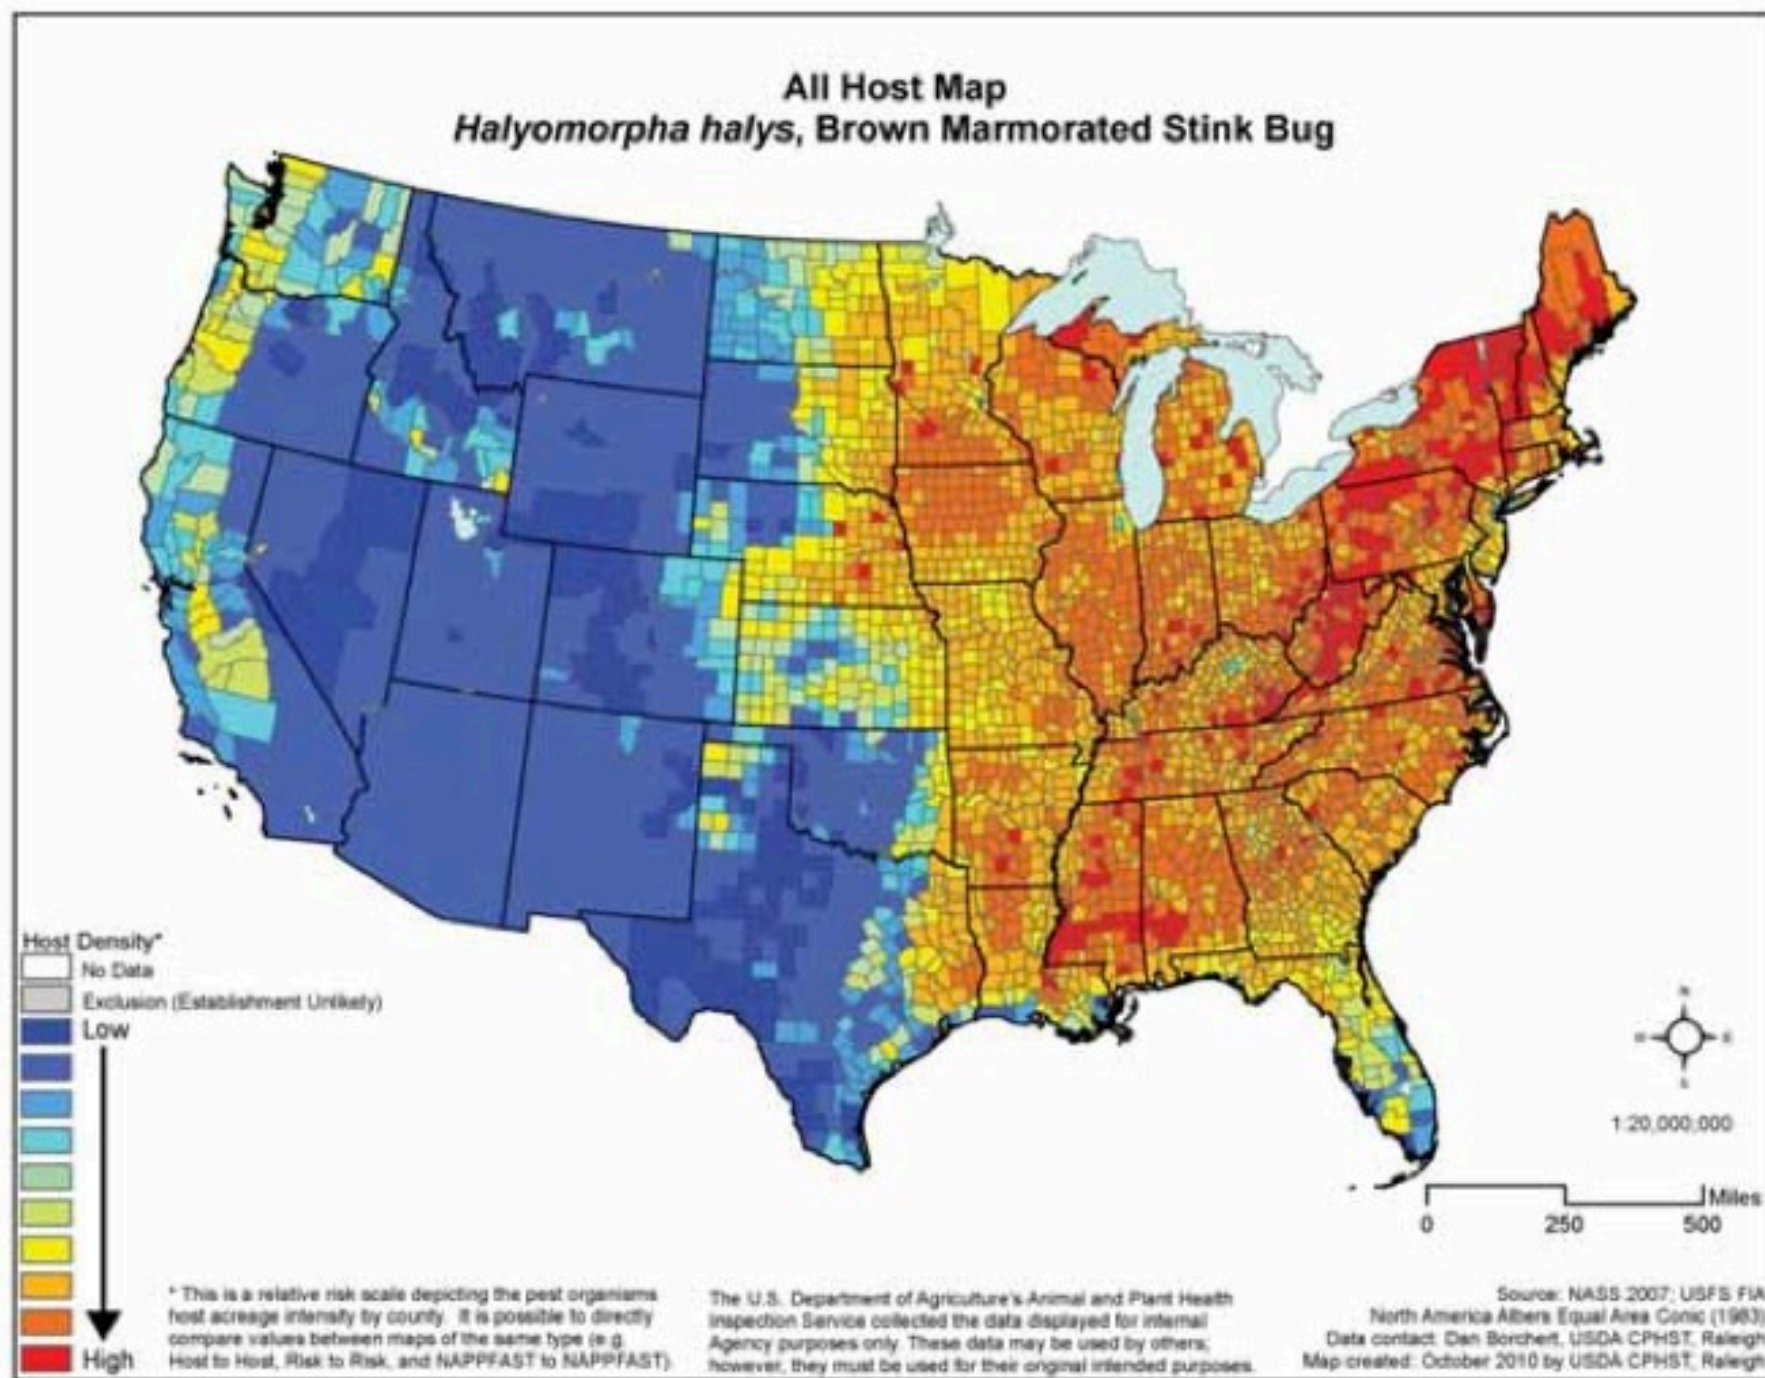 All Host Map
Halyomorpha halys, Brown Marmorated Stink Bug
Host Density*
No Data
Exclusion (Establishment Unlikely)
Low
High
* This is a relative risk scale depicting the pest organisms
host acreage intensity by county. It is possible to directly
compare values between maps of the same type (e.g.
Host to Host, Risk to Risk, and NAPPFAST to NAPPFAST).
The U.S. Department of Agriculture's Animal and Plant Health
Inspection Service collected the data displayed for internal
Agency purposes only. These data may be used by others;
however, they must be used for their original intended purposes.
N
W
E
S
1:20,000,000
Miles
0 250 500
Source: NASS 2007; USFS FIA
North America Albers Equal Area Conic (1983)
Data contact: Dan Borchert, USDA CPHST, Raleigh
Map created: October 2010 by USDA CPHST, Raleigh